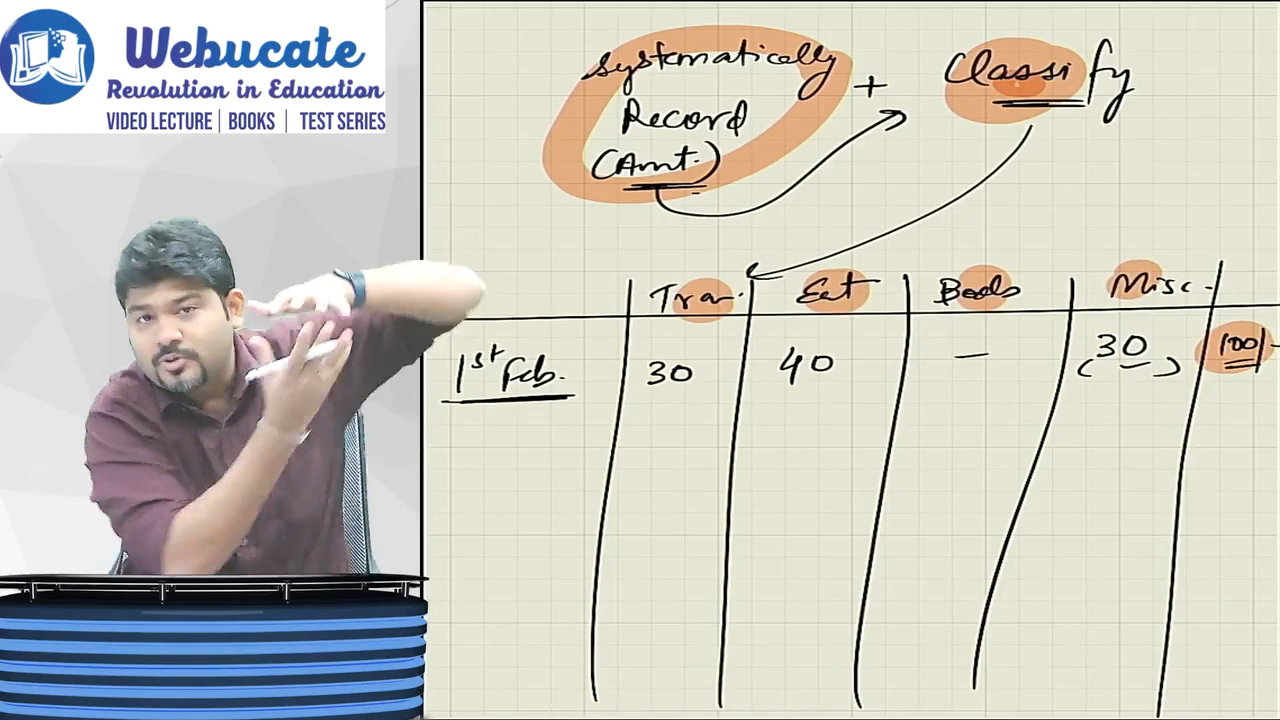 Webucate
Revolution in Education
VIDEO LECTURE | BOOKS | TEST SERIES
Systematically + Classify
Record
(Amt.)
Tran. Eat Books Misc.
1st Feb. 30 40 — (30) 100/-